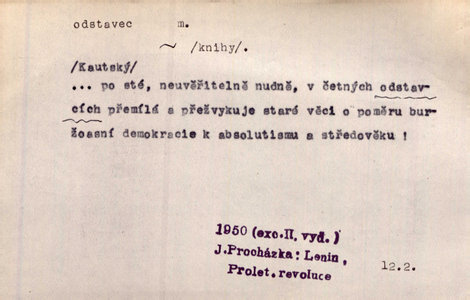 odstavec m.
~ /knihy/.
/Kautský/
... po sté, neuvěřitelně nudně, v četných odstav-
cích přemílá a přežvykuje staré věci o poměru bur-
žoasní demokracie k absolutismu a středověku !
1950 (exc.II. vyd.)
J.Procházka: Lenin,
Prolet. revoluce
12.2.